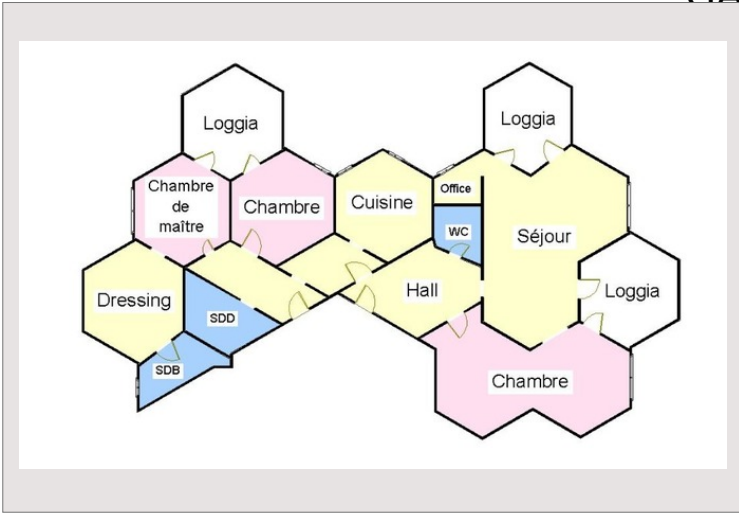 Loggia
Loggia
Chambre
de
maître
Chambre
Cuisine
Office
WC
Séjour
Dressing
SDD
Hall
Loggia
SDB
Chambre